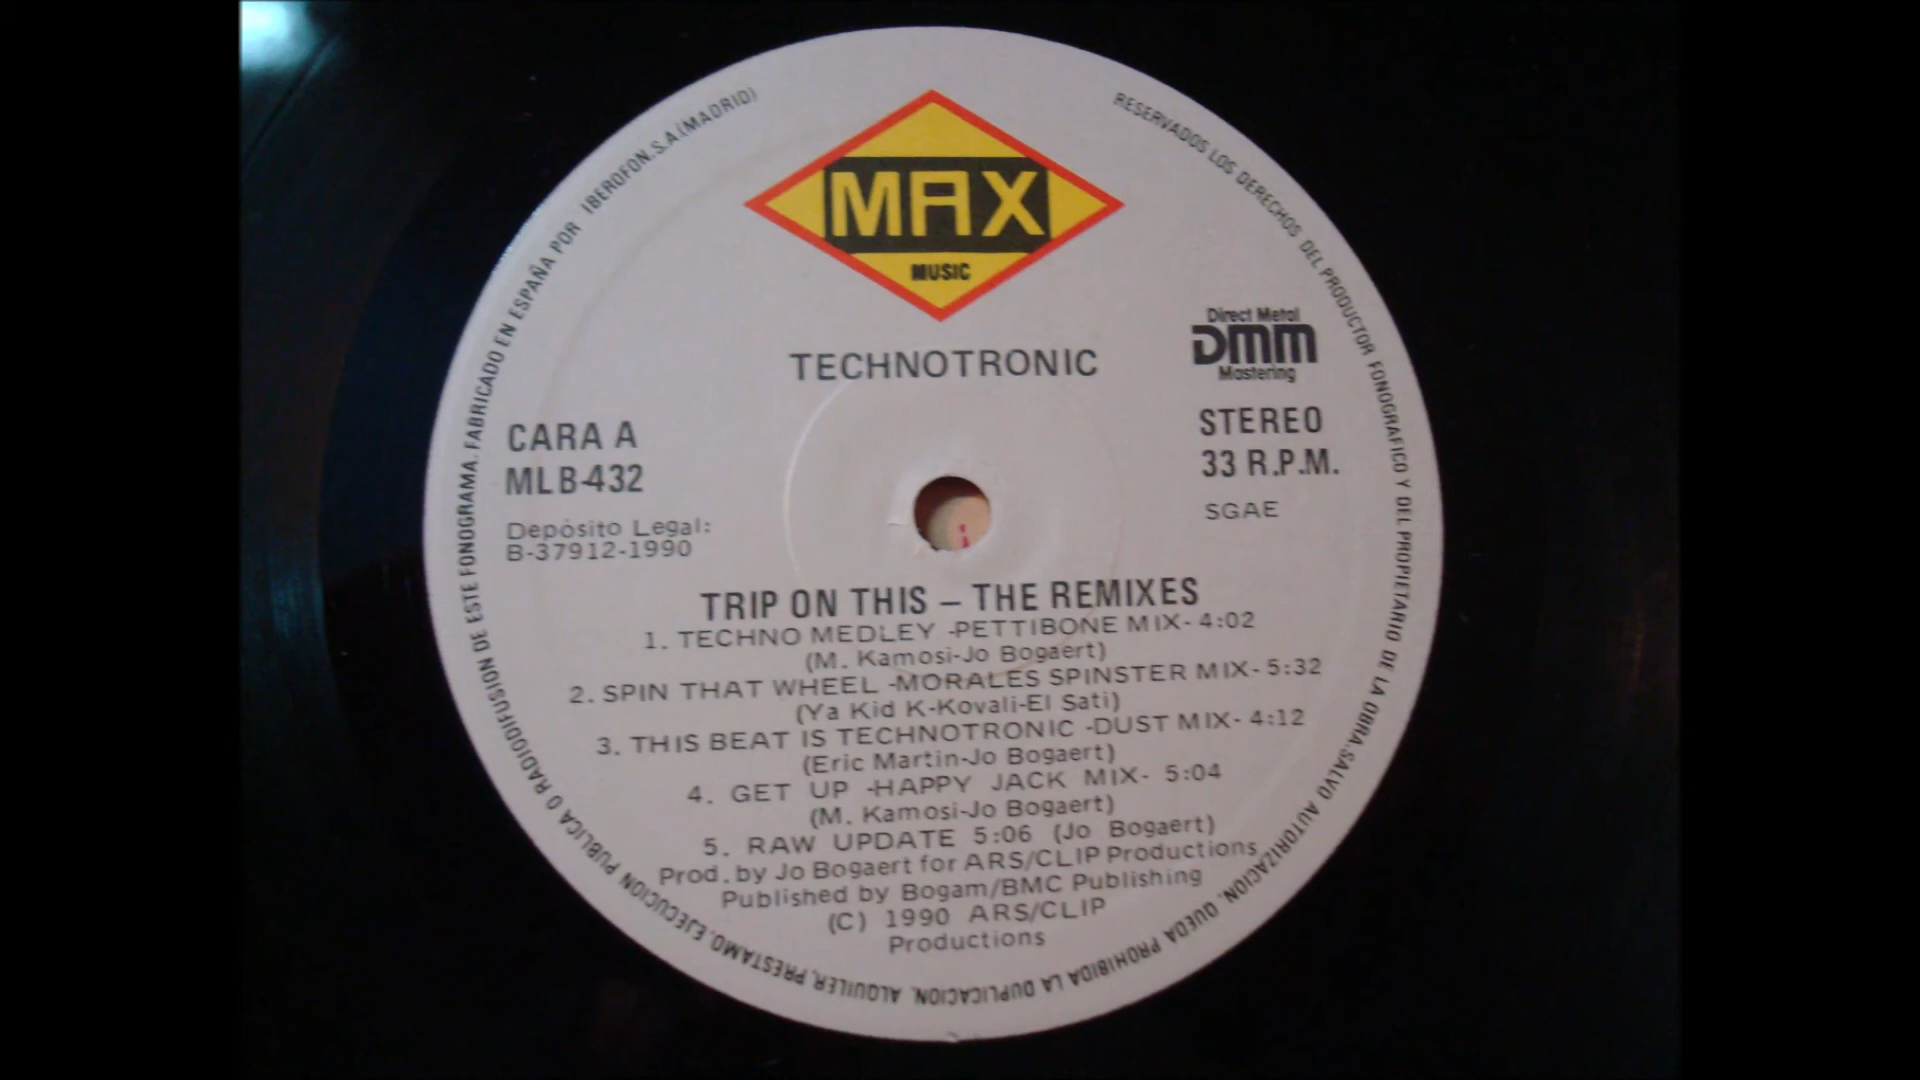 MAX
MUSIC
Direct Metal
DMM
Mastering
TECHNOTRONIC
CARA A
MLB-432
Depósito Legal:
B-37912-1990
STEREO
33 R.P.M.
SGAE
TRIP ON THIS – THE REMIXES
1. TECHNO MEDLEY -PETTIBONE MIX- 4:02
(M. Kamosi-Jo Bogaert)
2. SPIN THAT WHEEL -MORALES SPINSTER MIX- 5:32
(Ya Kid K-Kovali-El Sati)
3. THIS BEAT IS TECHNOTRONIC -DUST MIX- 4:12
(Eric Martin-Jo Bogaert)
4. GET UP -HAPPY JACK MIX- 5:04
(M. Kamosi-Jo Bogaert)
5. RAW UPDATE 5:06 (Jo Bogaert)
Prod. by Jo Bogaert for ARS/CLIP Productions
Published by Bogam/BMC Publishing
(C) 1990 ARS/CLIP
Productions
RESERVADOS LOS DERECHOS DEL PRODUCTOR FONOGRAFICO Y DEL PROPIETARIO DE LA OBRA. SALVO AUTORIZACION, QUEDA PROHIBIDA LA DUPLICACION, ALQUILER, PRESTAMO, EJECUCION PUBLICA O RADIODIFUSION DE ESTE FONOGRAMA. FABRICADO EN ESPAÑA POR IBEROFON, S.A. (MADRID)